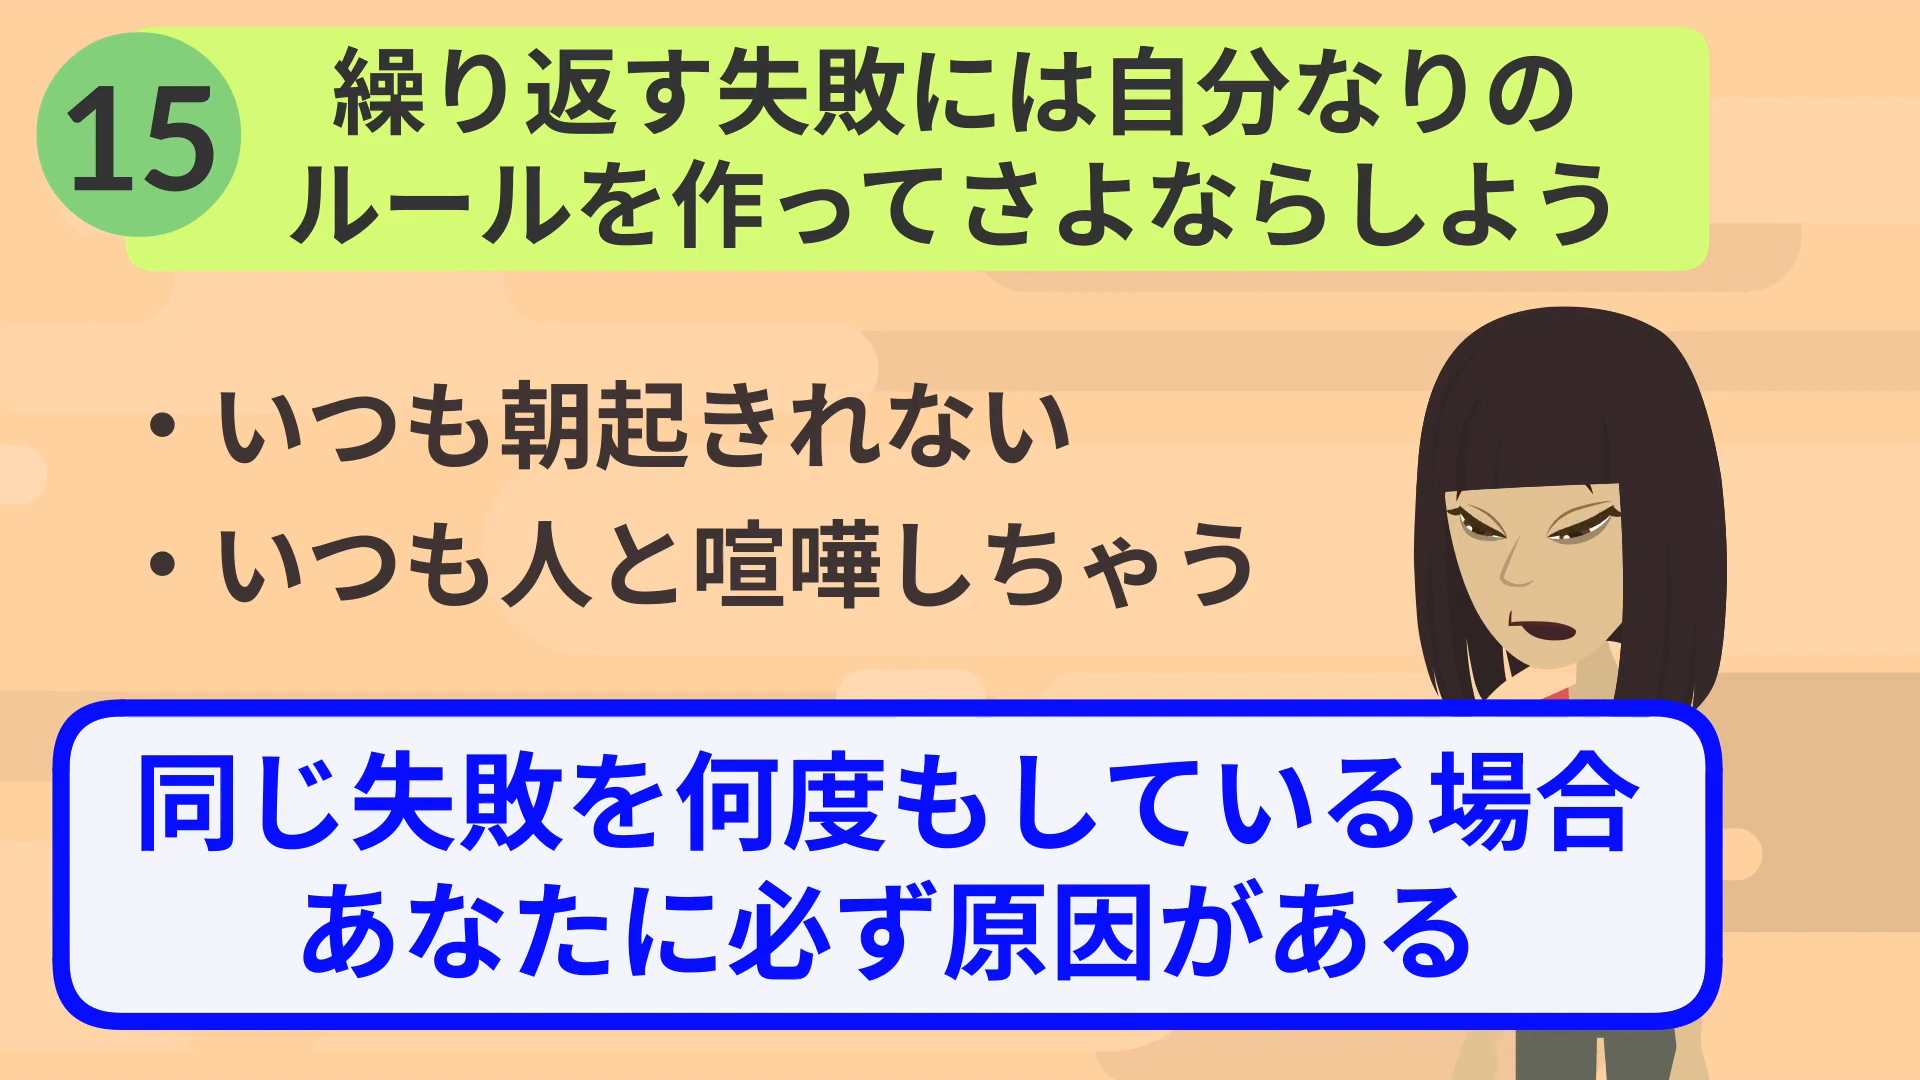 15
繰り返す失敗には自分なりの
ルールを作ってさよならしよう
・いつも朝起きれない
・いつも人と喧嘩しちゃう
同じ失敗を何度もしている場合
あなたに必ず原因がある